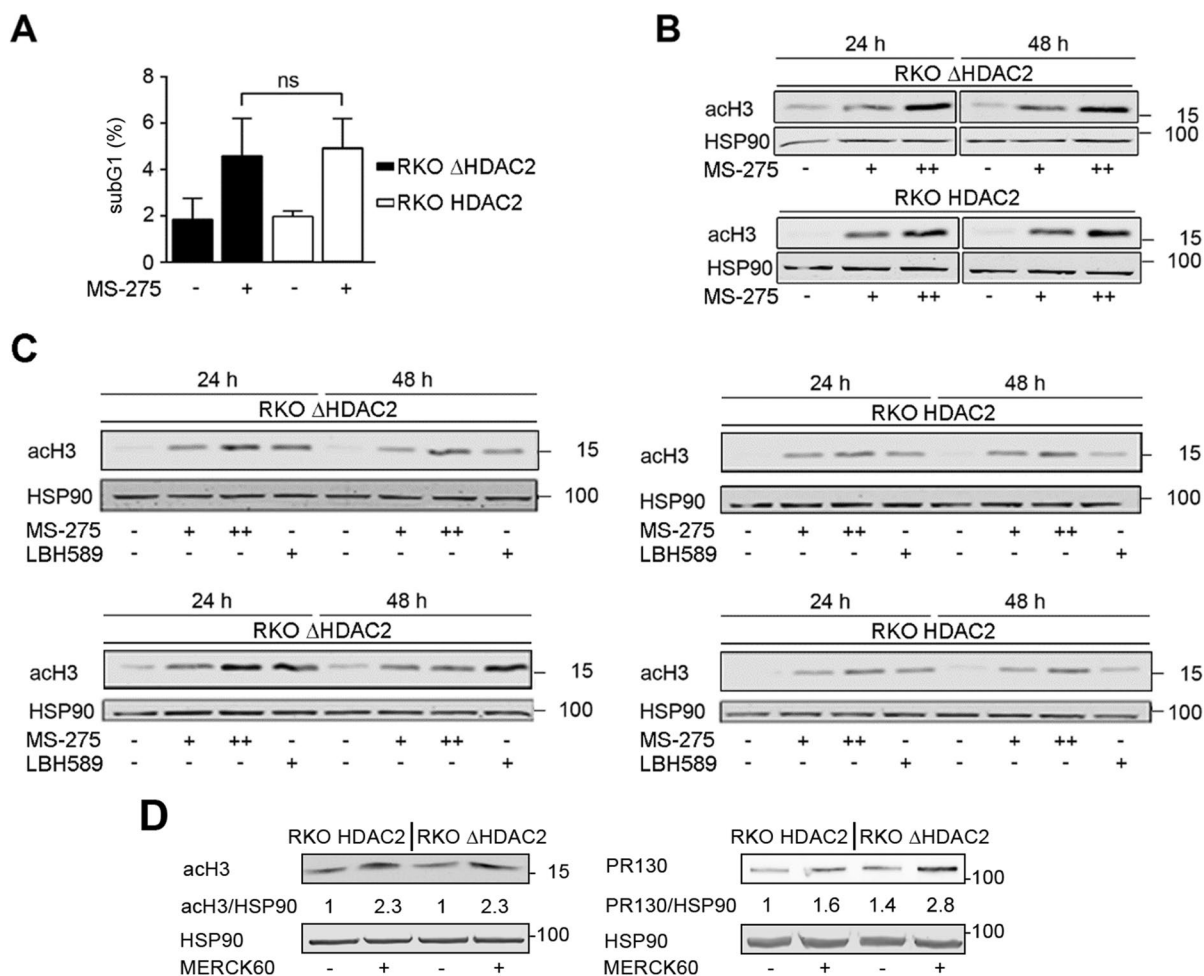 A
8
6
4
2
0
subG1 (%)
ns
RKO ΔHDAC2
RKO HDAC2
MS-275 - + - +
B
24 h 48 h
RKO ΔHDAC2
acH3 15
HSP90 100
MS-275 - + ++ - + ++
RKO HDAC2
acH3 15
HSP90 100
MS-275 - + ++ - + ++
C
24 h 48 h
RKO ΔHDAC2
acH3 15
HSP90 100
MS-275 - + ++ - - + ++ -
LBH589 - - - + - - - +
24 h 48 h
RKO HDAC2
acH3 15
HSP90 100
MS-275 - + ++ - - + ++ -
LBH589 - - - + - - - +
24 h 48 h
RKO ΔHDAC2
acH3 15
HSP90 100
MS-275 - + ++ - - + ++ -
LBH589 - - - + - - - +
24 h 48 h
RKO HDAC2
acH3 15
HSP90 100
MS-275 - + ++ - - + ++ -
LBH589 - - - + - - - +
D
RKO HDAC2 | RKO ΔHDAC2
acH3 15
acH3/HSP90 1 2.3 1 2.3
HSP90 100
MERCK60 - + - +
RKO HDAC2 | RKO ΔHDAC2
PR130 100
PR130/HSP90 1 1.6 1.4 2.8
HSP90 100
MERCK60 - + - +